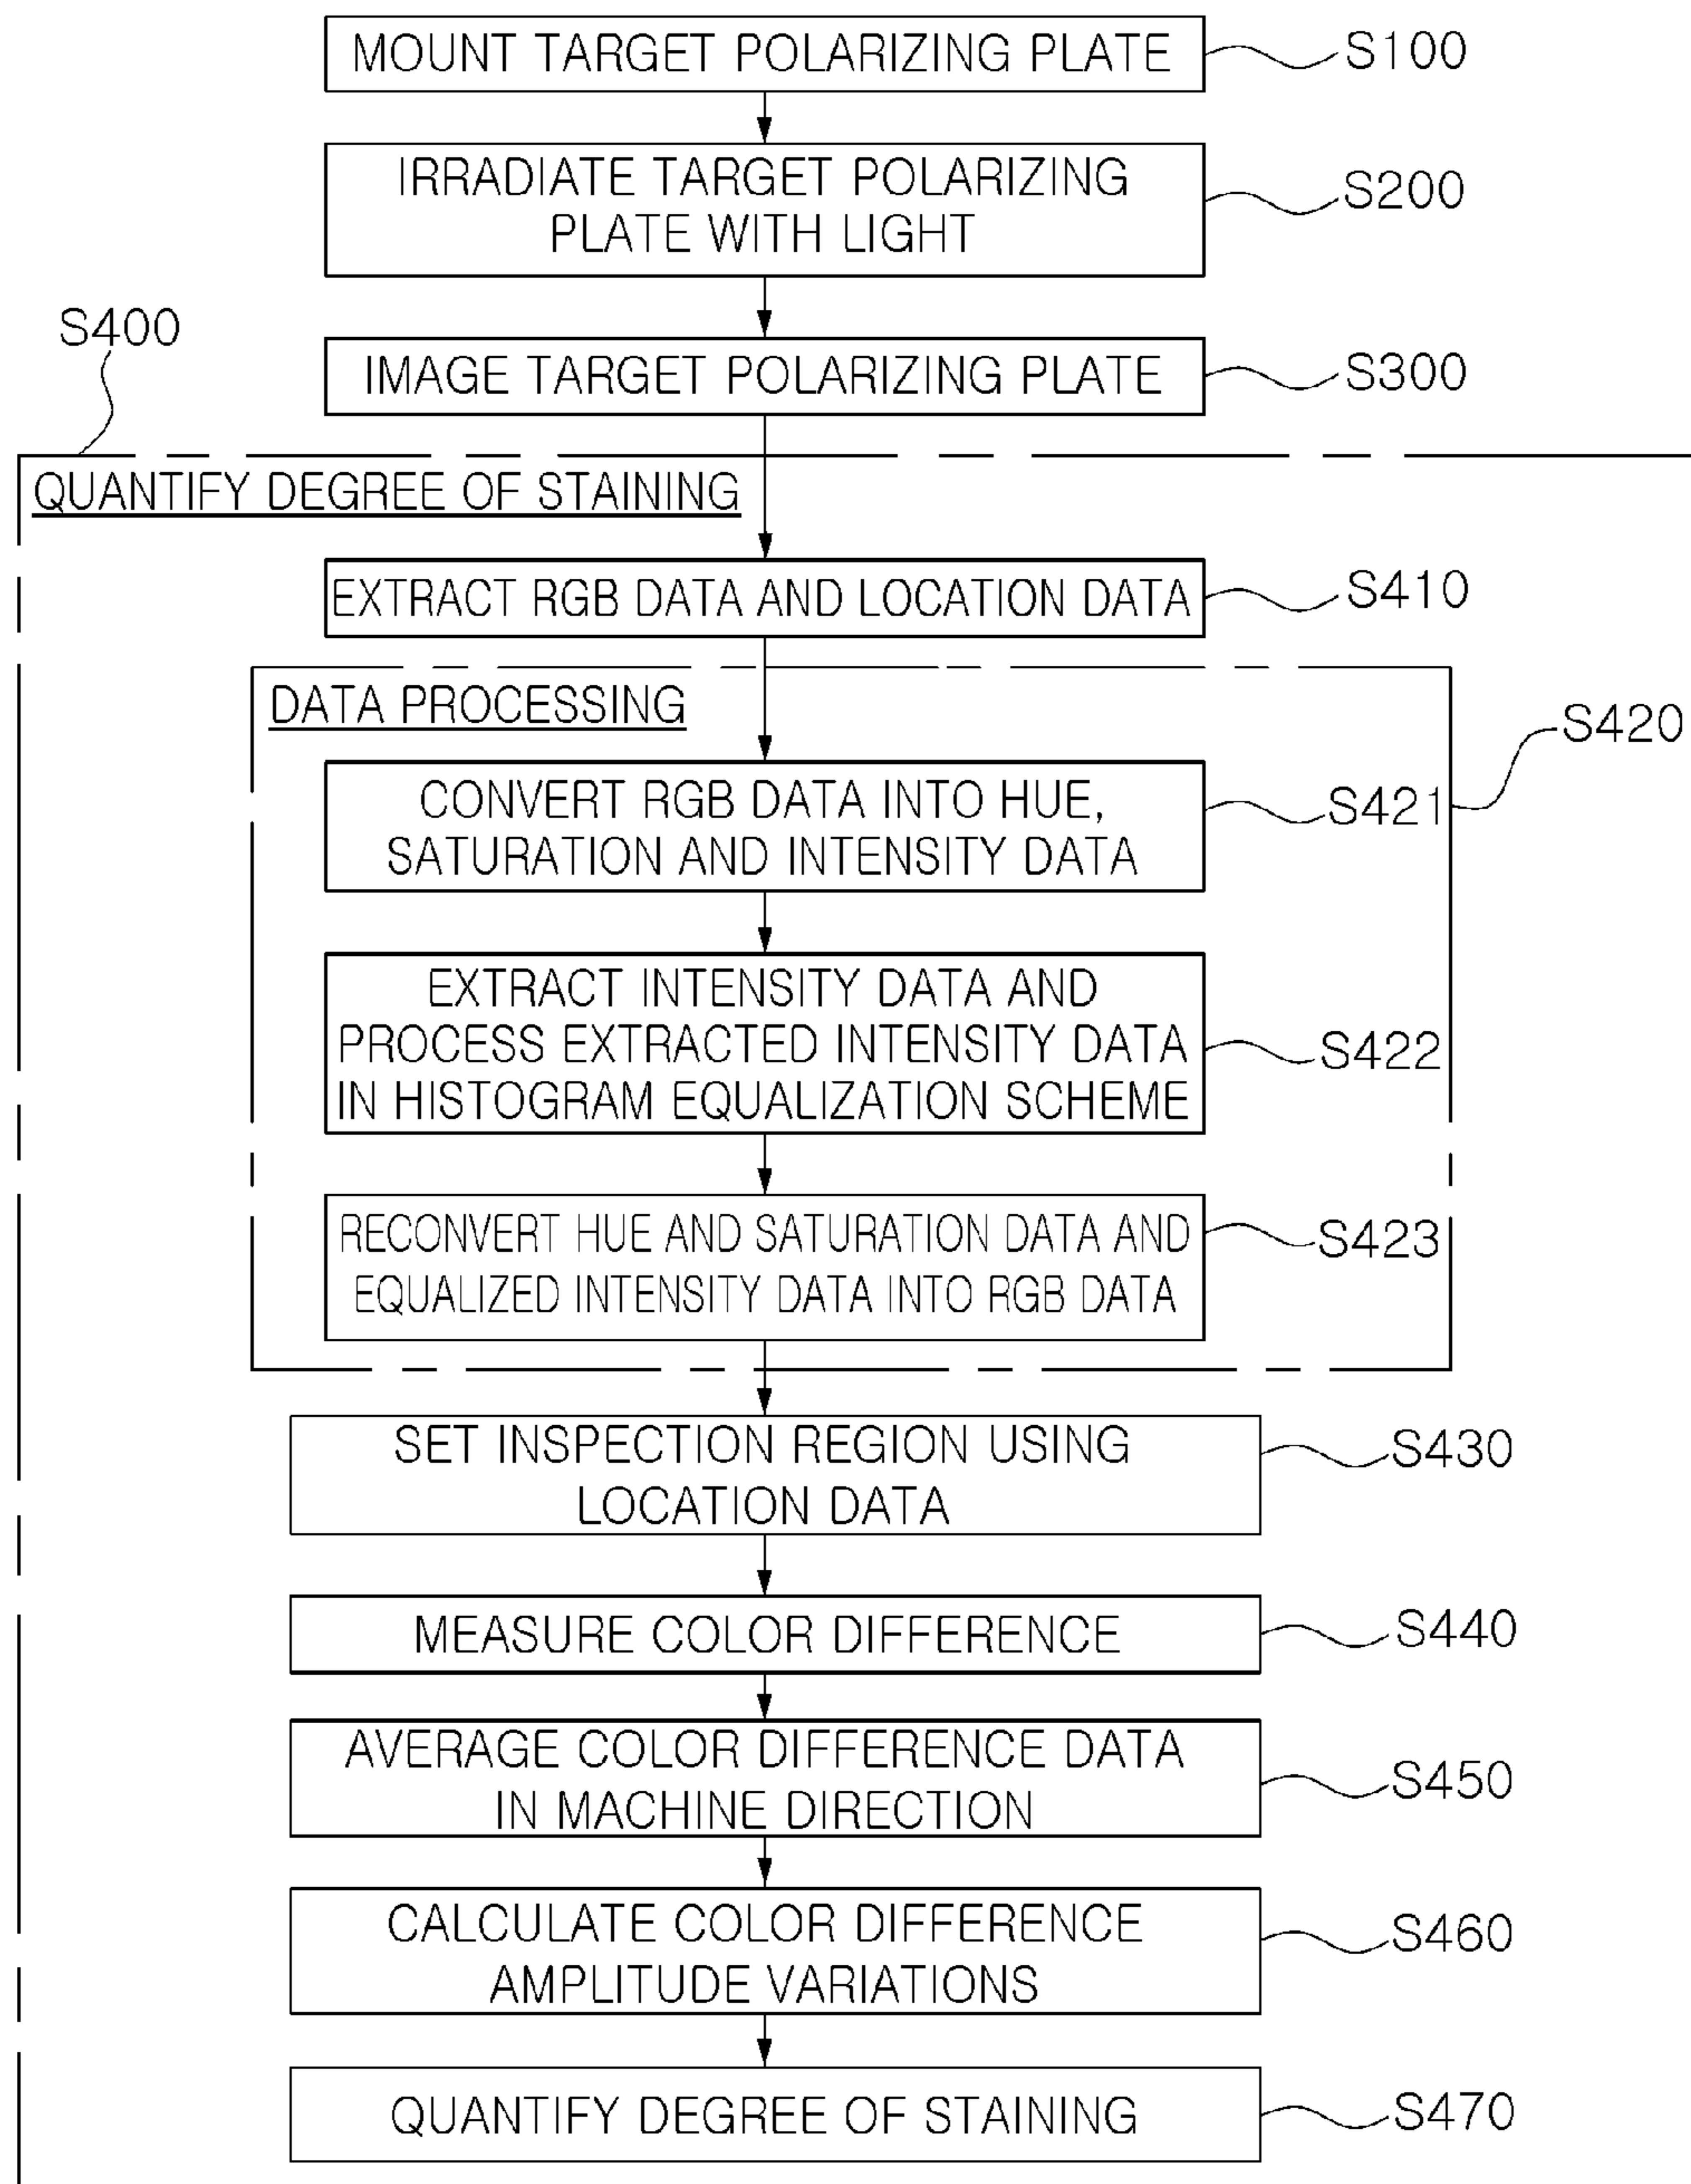 MOUNT TARGET POLARIZING PLATE
S100
IRRADIATE TARGET POLARIZING
PLATE WITH LIGHT
S200
S400
IMAGE TARGET POLARIZING PLATE
S300
QUANTIFY DEGREE OF STAINING
EXTRACT RGB DATA AND LOCATION DATA
S410
DATA PROCESSING
S420
CONVERT RGB DATA INTO HUE,
SATURATION AND INTENSITY DATA
S421
EXTRACT INTENSITY DATA AND
PROCESS EXTRACTED INTENSITY DATA
IN HISTOGRAM EQUALIZATION SCHEME
S422
RECONVERT HUE AND SATURATION DATA AND
EQUALIZED INTENSITY DATA INTO RGB DATA
S423
SET INSPECTION REGION USING
LOCATION DATA
S430
MEASURE COLOR DIFFERENCE
S440
AVERAGE COLOR DIFFERENCE DATA
IN MACHINE DIRECTION
S450
CALCULATE COLOR DIFFERENCE
AMPLITUDE VARIATIONS
S460
QUANTIFY DEGREE OF STAINING
S470